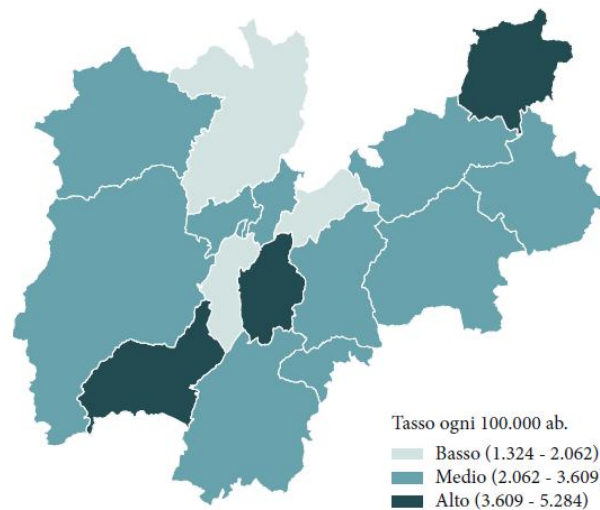 Tasso ogni 100.000 ab.
Basso (1.324 - 2.062)
Medio (2.062 - 3.609)
Alto (3.609 - 5.284)